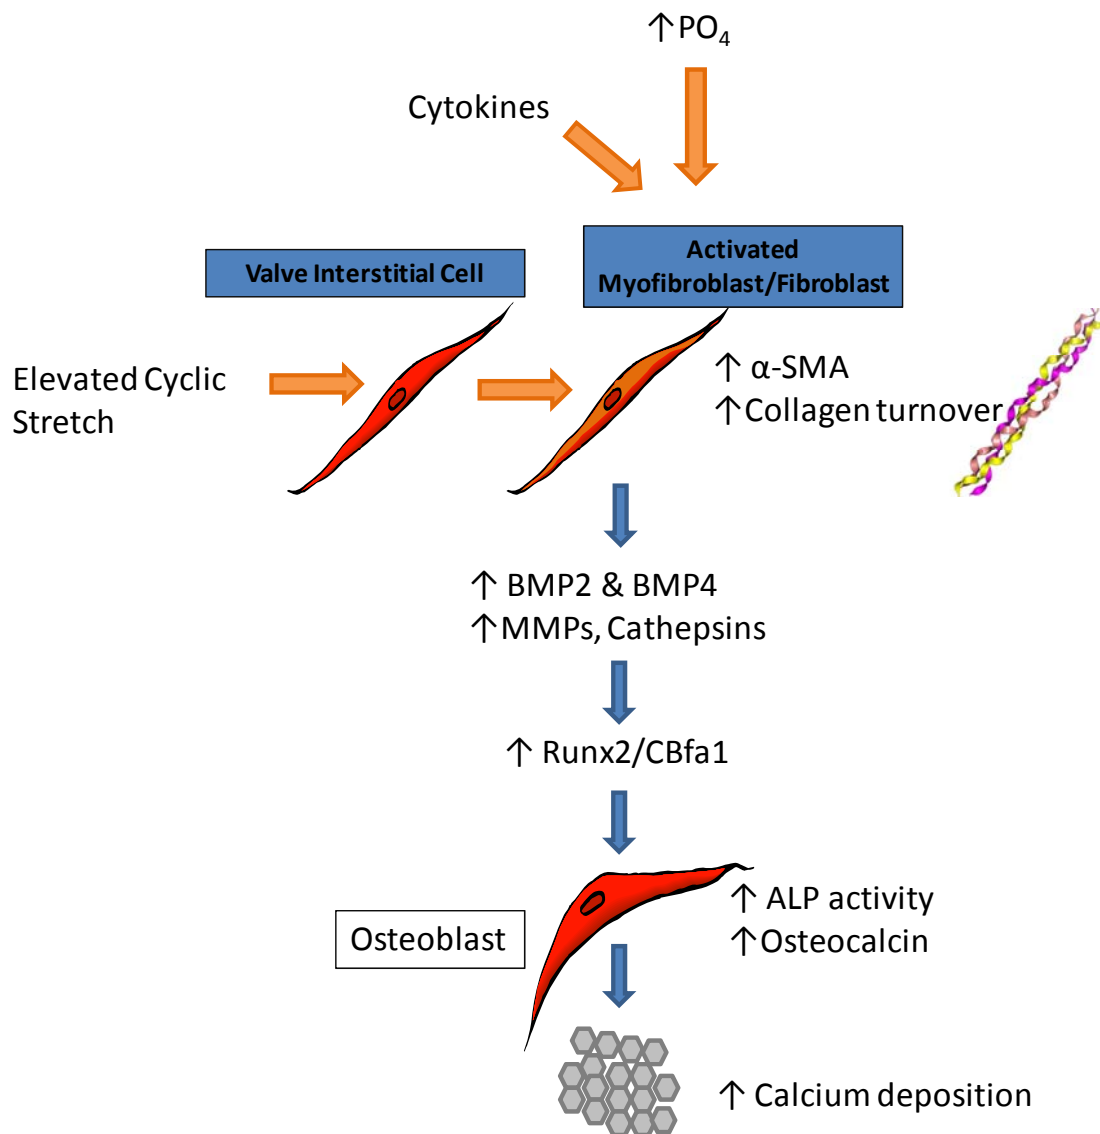 ↑PO₄
Cytokines
Valve Interstitial Cell
Activated
Myofibroblast/Fibroblast
Elevated Cyclic
Stretch
↑ α-SMA
↑Collagen turnover
↑ BMP2 & BMP4
↑MMPs, Cathepsins
↑ Runx2/CBfa1
Osteoblast
↑ ALP activity
↑Osteocalcin
↑ Calcium deposition